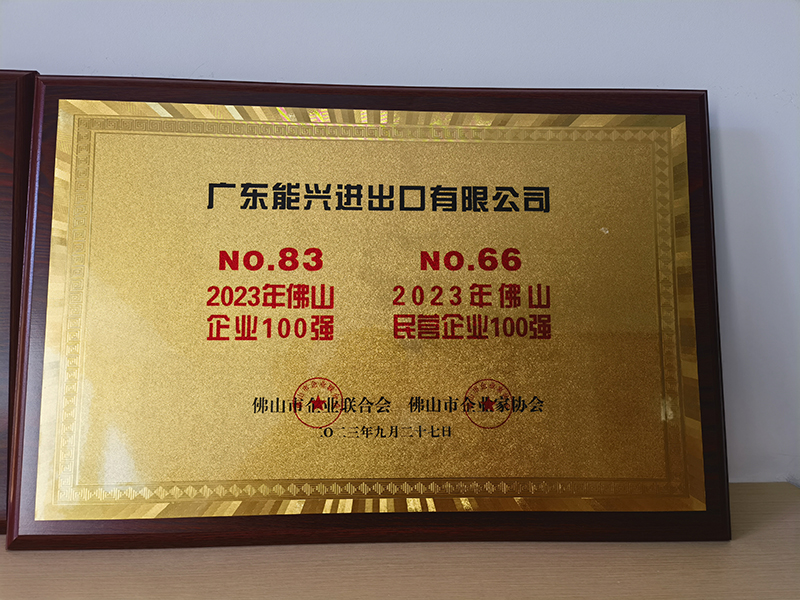 广东能兴进出口有限公司
NO.83 NO.66
2023年佛山 2023年佛山
企业100强 民营企业100强
佛山市企业联合会 佛山市企业家协会
二〇二三年九月二十七日